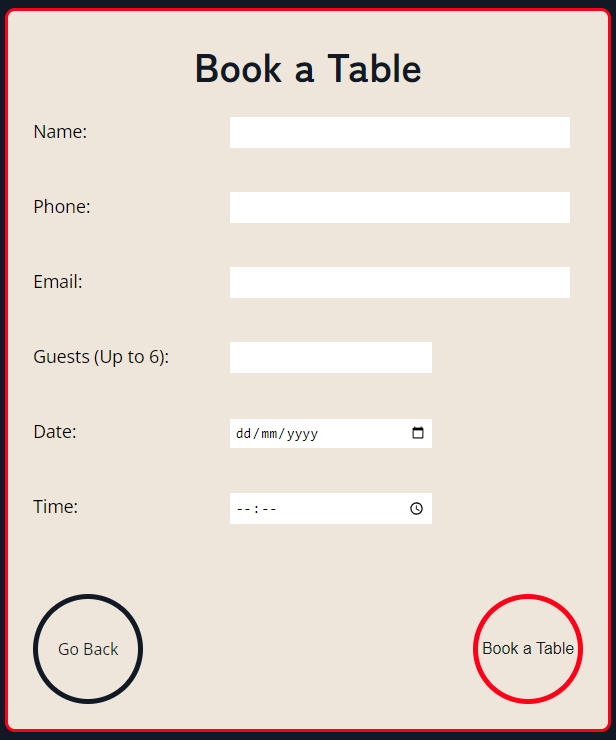 Book a Table
Name:
Phone:
Email:
Guests (Up to 6):
Date: dd/mm/yyyy
Time: --:--
Go Back
Book a Table